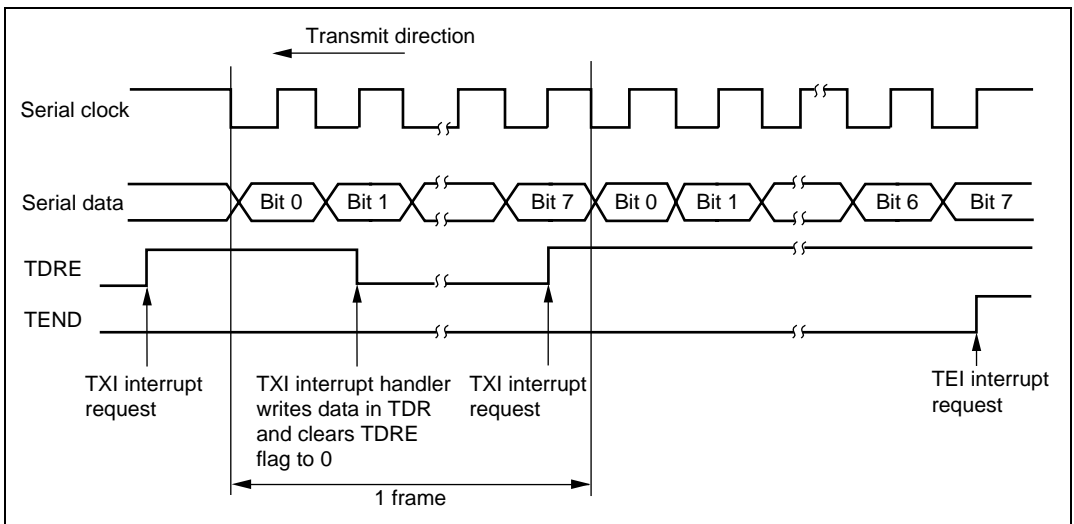 Transmit direction
Serial clock
Serial data
Bit 0
Bit 1
Bit 7
Bit 0
Bit 1
Bit 6
Bit 7
TDRE
TEND
TXI interrupt
request
TXI interrupt handler
writes data in TDR
and clears TDRE
flag to 0
TXI interrupt
request
TEI interrupt
request
1 frame